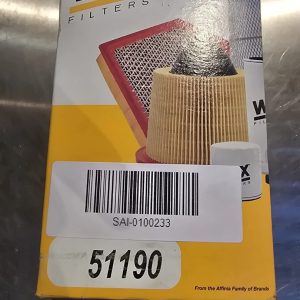 FILTERS
SAI-0100233
51190
From the Affinia Family of Brands